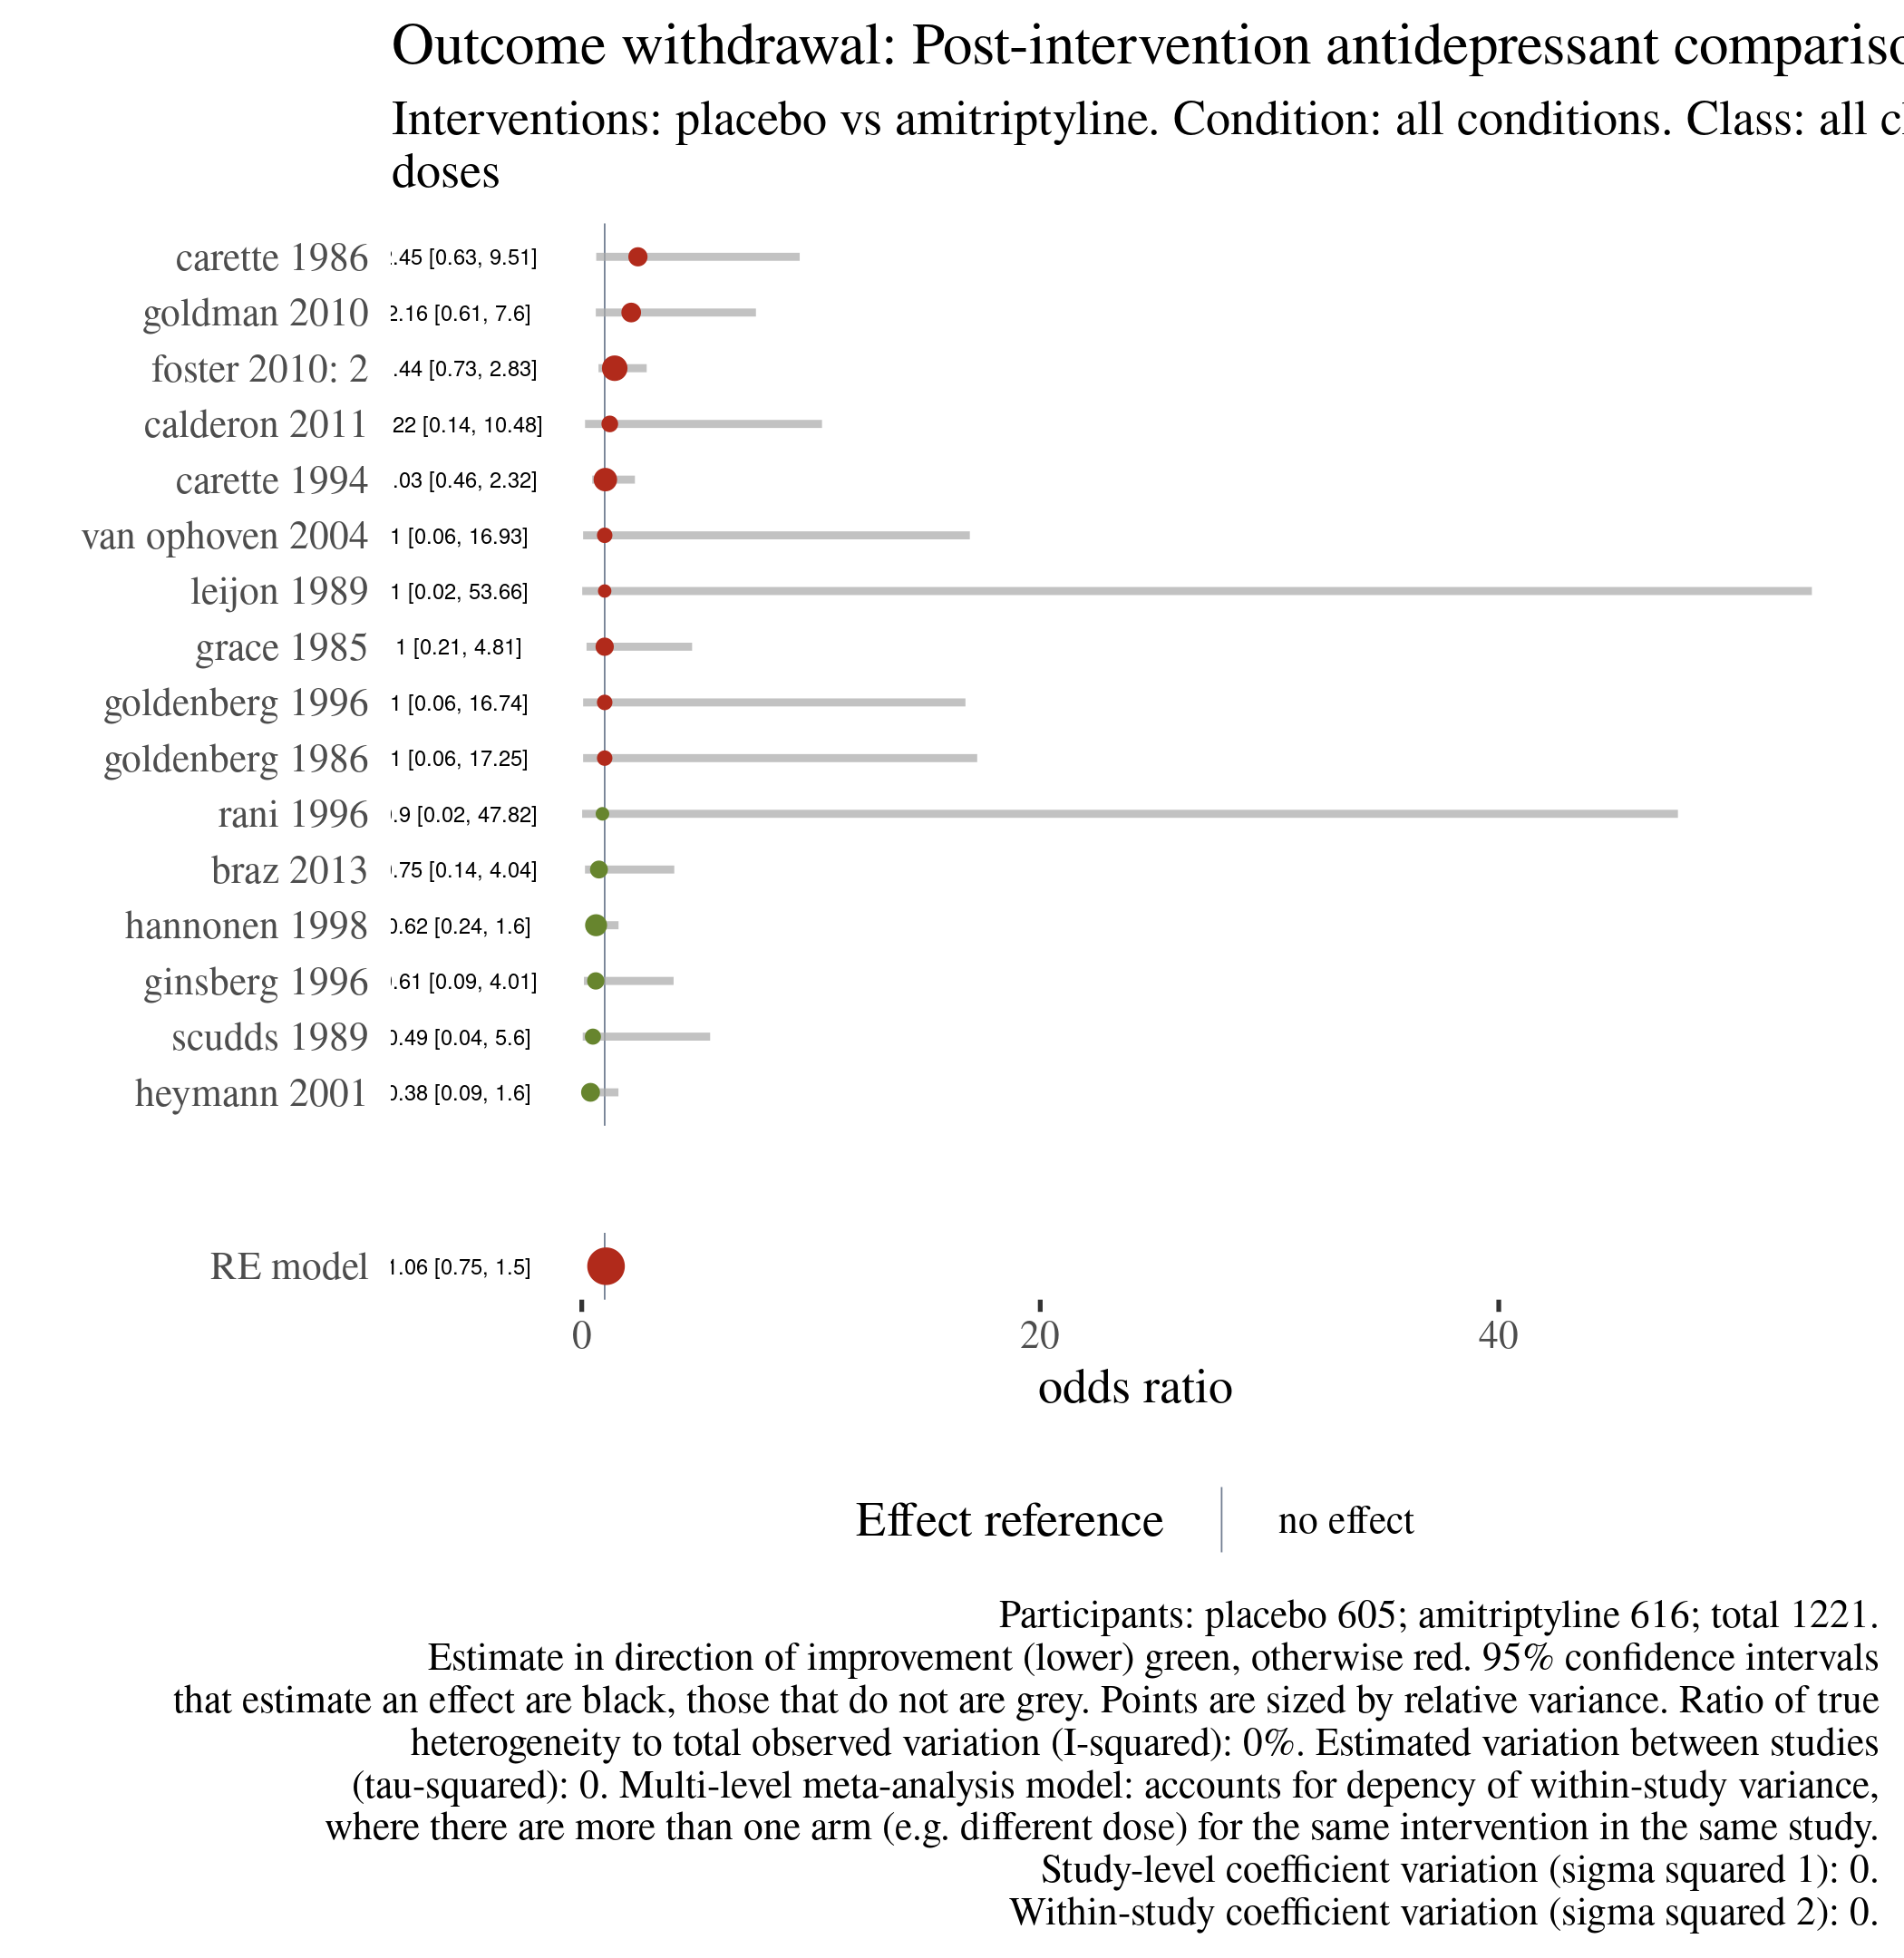 Outcome withdrawal: Post-intervention antidepressant
Interventions: placebo vs amitriptyline. Condition: all conditions. Class: all
doses
carette 1986 .45 [0.63, 9.51]
goldman 2010 2.16 [0.61, 7.6]
foster 2010: 2 .44 [0.73, 2.83]
calderon 2011 22 [0.14, 10.48]
carette 1994 .03 [0.46, 2.32]
van ophoven 2004 1 [0.06, 16.93]
leijon 1989 1 [0.02, 53.66]
grace 1985 1 [0.21, 4.81]
goldenberg 1996 1 [0.06, 16.74]
goldenberg 1986 1 [0.06, 17.25]
rani 1996 .9 [0.02, 47.82]
braz 2013 .75 [0.14, 4.04]
hannonen 1998 0.62 [0.24, 1.6]
ginsberg 1996 .61 [0.09, 4.01]
scudds 1989 0.49 [0.04, 5.6]
heymann 2001 0.38 [0.09, 1.6]
RE model 1.06 [0.75, 1.5]
0 20 40
odds ratio
Effect reference no effect
Participants: placebo 605; amitriptyline 616; total 1221.
Estimate in direction of improvement (lower) green, otherwise red. 95% confidence intervals
that estimate an effect are black, those that do not are grey. Points are sized by relative variance. Ratio of true
heterogeneity to total observed variation (I-squared): 0%. Estimated variation between studies
(tau-squared): 0. Multi-level meta-analysis model: accounts for depency of within-study variance,
where there are more than one arm (e.g. different dose) for the same intervention in the same study.
Study-level coefficient variation (sigma squared 1): 0.
Within-study coefficient variation (sigma squared 2): 0.